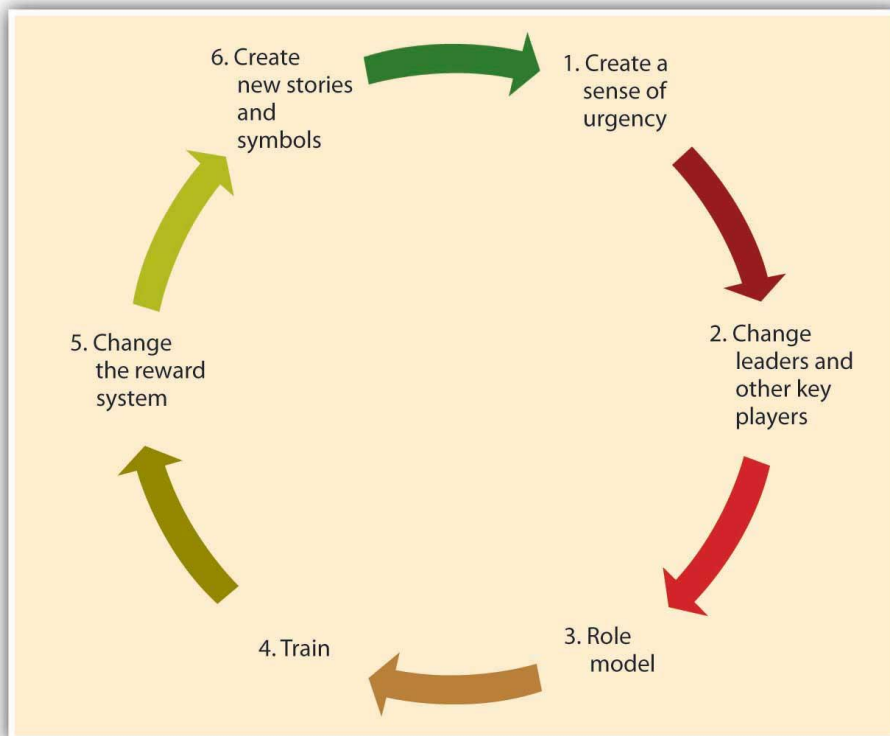 1. Create a
sense of
urgency
2. Change
leaders and
other key
players
3. Role
model
4. Train
5. Change
the reward
system
6. Create
new stories
and
symbols